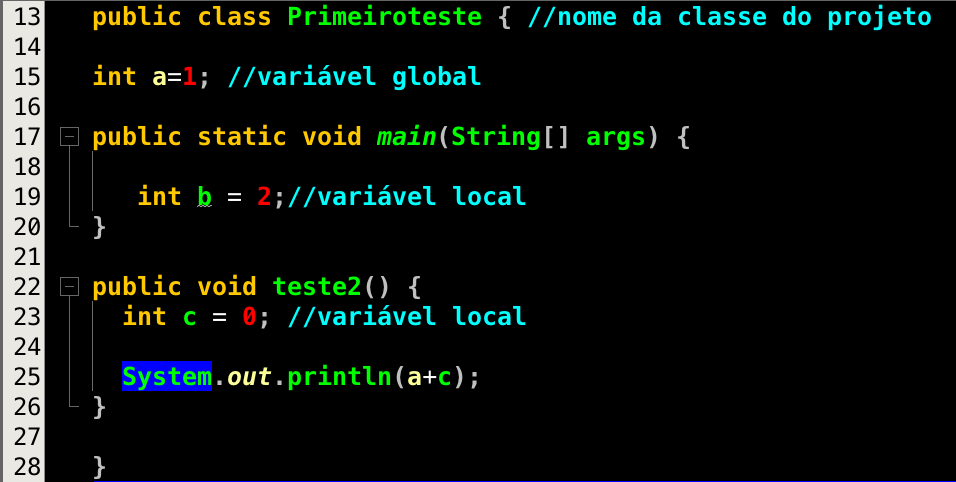 13 public class Primeiroteste { //nome da classe do projeto
14
15 int a=1; //variável global
16
17 public static void main(String[] args) {
18
19 int b = 2;//variável local
20 }
21
22 public void teste2() {
23 int c = 0; //variável local
24
25 System.out.println(a+c);
26 }
27
28 }